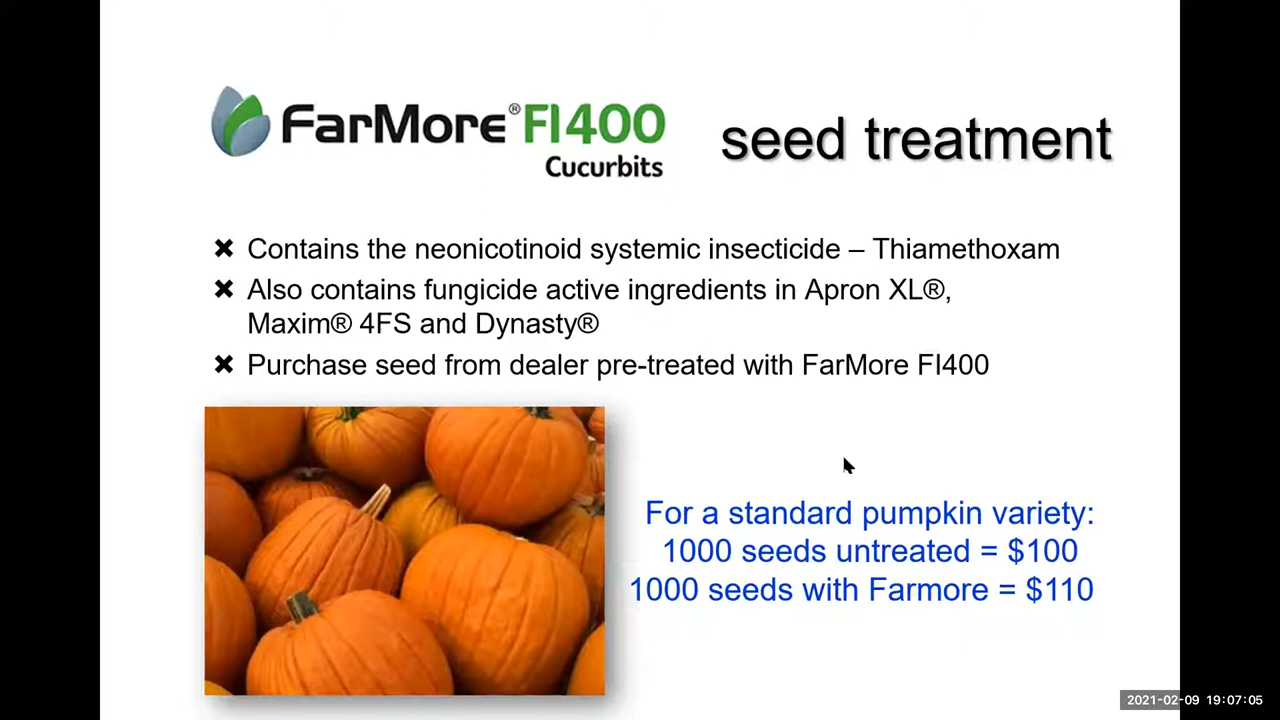 FarMore® FI400
Cucurbits
seed treatment
✖ Contains the neonicotinoid systemic insecticide – Thiamethoxam
✖ Also contains fungicide active ingredients in Apron XL®,
Maxim® 4FS and Dynasty®
✖ Purchase seed from dealer pre-treated with FarMore FI400
For a standard pumpkin variety:
1000 seeds untreated = $100
1000 seeds with Farmore = $110
2021-02-09 19:07:05